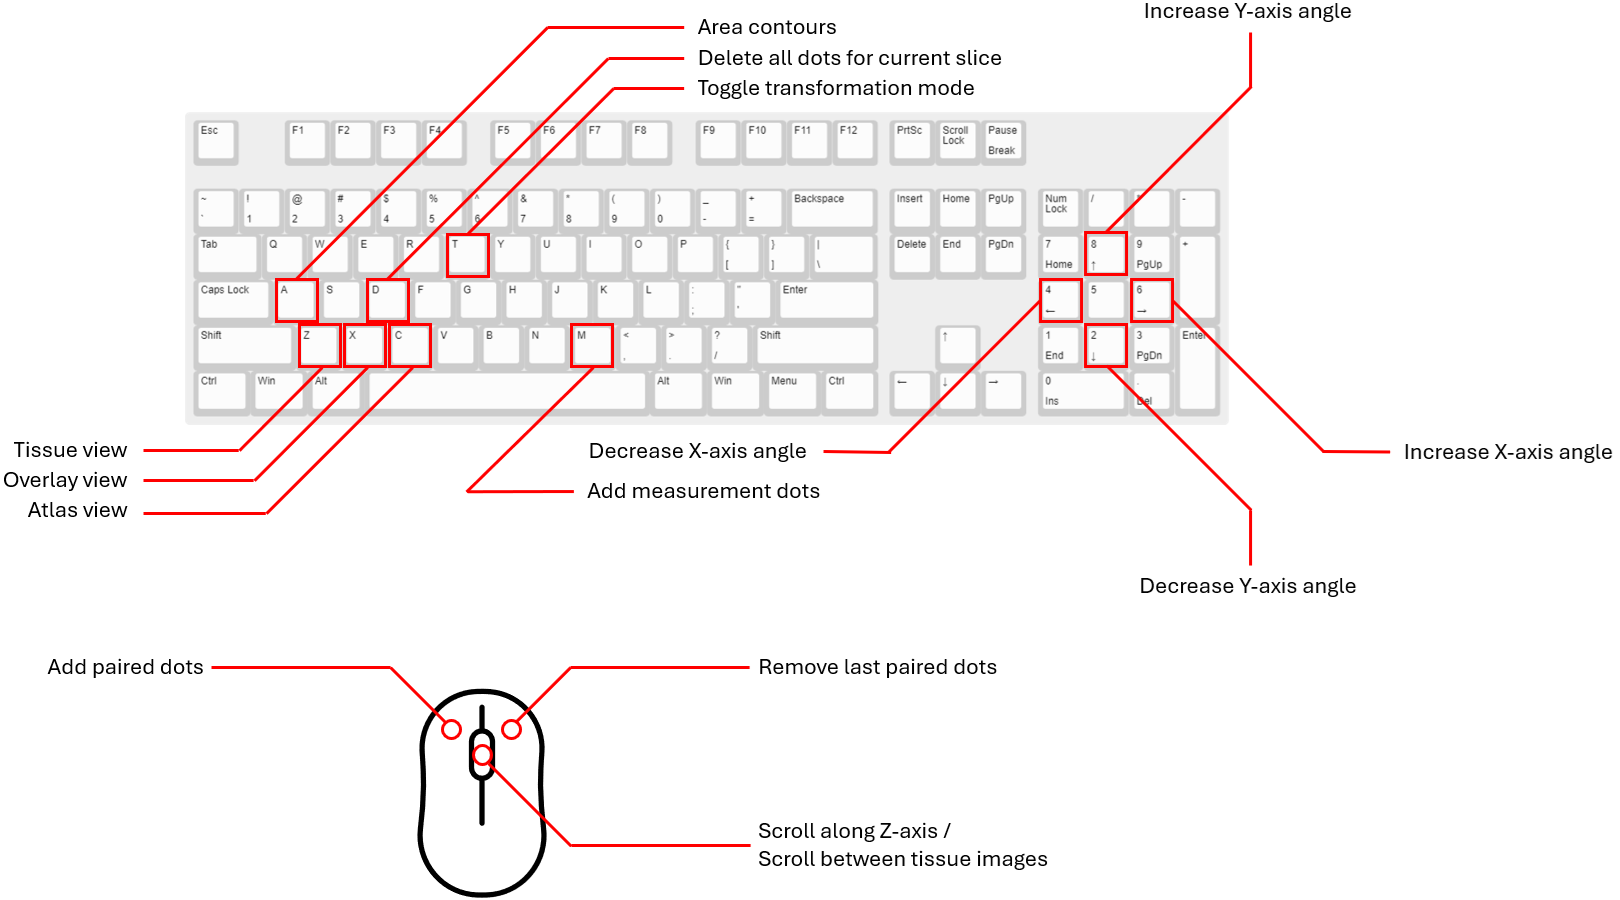 Increase Y-axis angle
Area contours
Delete all dots for current slice
Toggle transformation mode
Esc F1 F2 F3 F4 F5 F6 F7 F8 F9 F10 F11 F12 PrtSc Scroll Lock Pause Break
~ ` ! 1 @ 2 # 3 $ 4 % 5 ^ 6 & 7 * 8 ( 9 ) 0 _ - + = Backspace Insert Home PgUp Num Lock / * -
Tab Q W E R T Y U I O P { [ } ] | \ Delete End PgDn 7 Home 8 ↑ 9 PgUp +
Caps Lock A S D F G H J K L : ; " ' Enter 4 ← 5 6 →
Shift Z X C V B N M < , > . ? / Shift ↑ 1 End 2 ↓ 3 PgDn Enter
Ctrl Win Alt Alt Win Menu Ctrl ← ↓ → 0 Ins . Del
Tissue view
Overlay view
Atlas view
Decrease X-axis angle
Add measurement dots
Increase X-axis angle
Decrease Y-axis angle
Add paired dots
Remove last paired dots
Scroll along Z-axis /
Scroll between tissue images